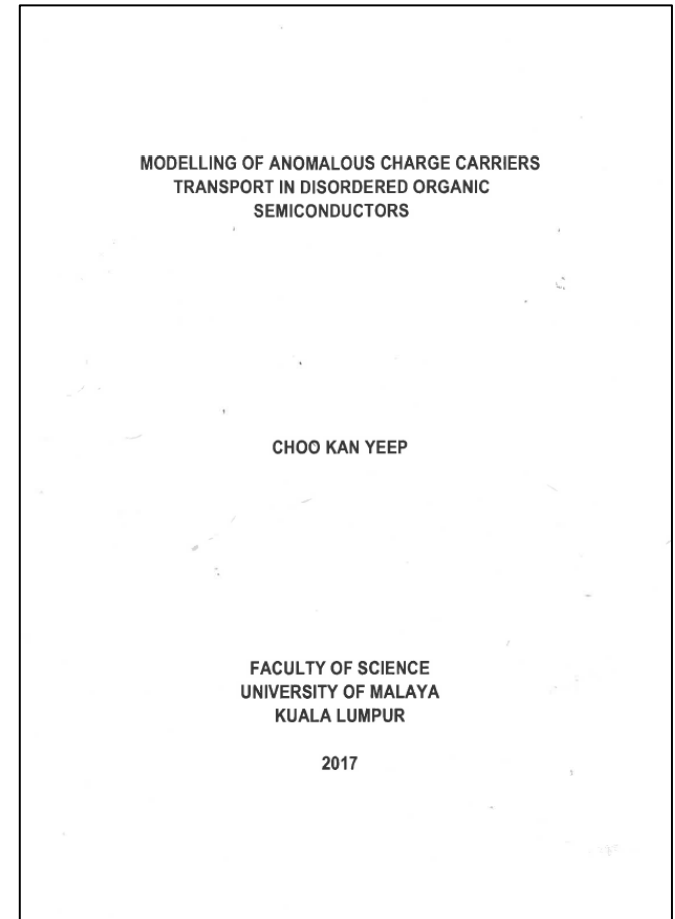 MODELLING OF ANOMALOUS CHARGE CARRIERS
TRANSPORT IN DISORDERED ORGANIC
SEMICONDUCTORS
CHOO KAN YEEP
FACULTY OF SCIENCE
UNIVERSITY OF MALAYA
KUALA LUMPUR
2017